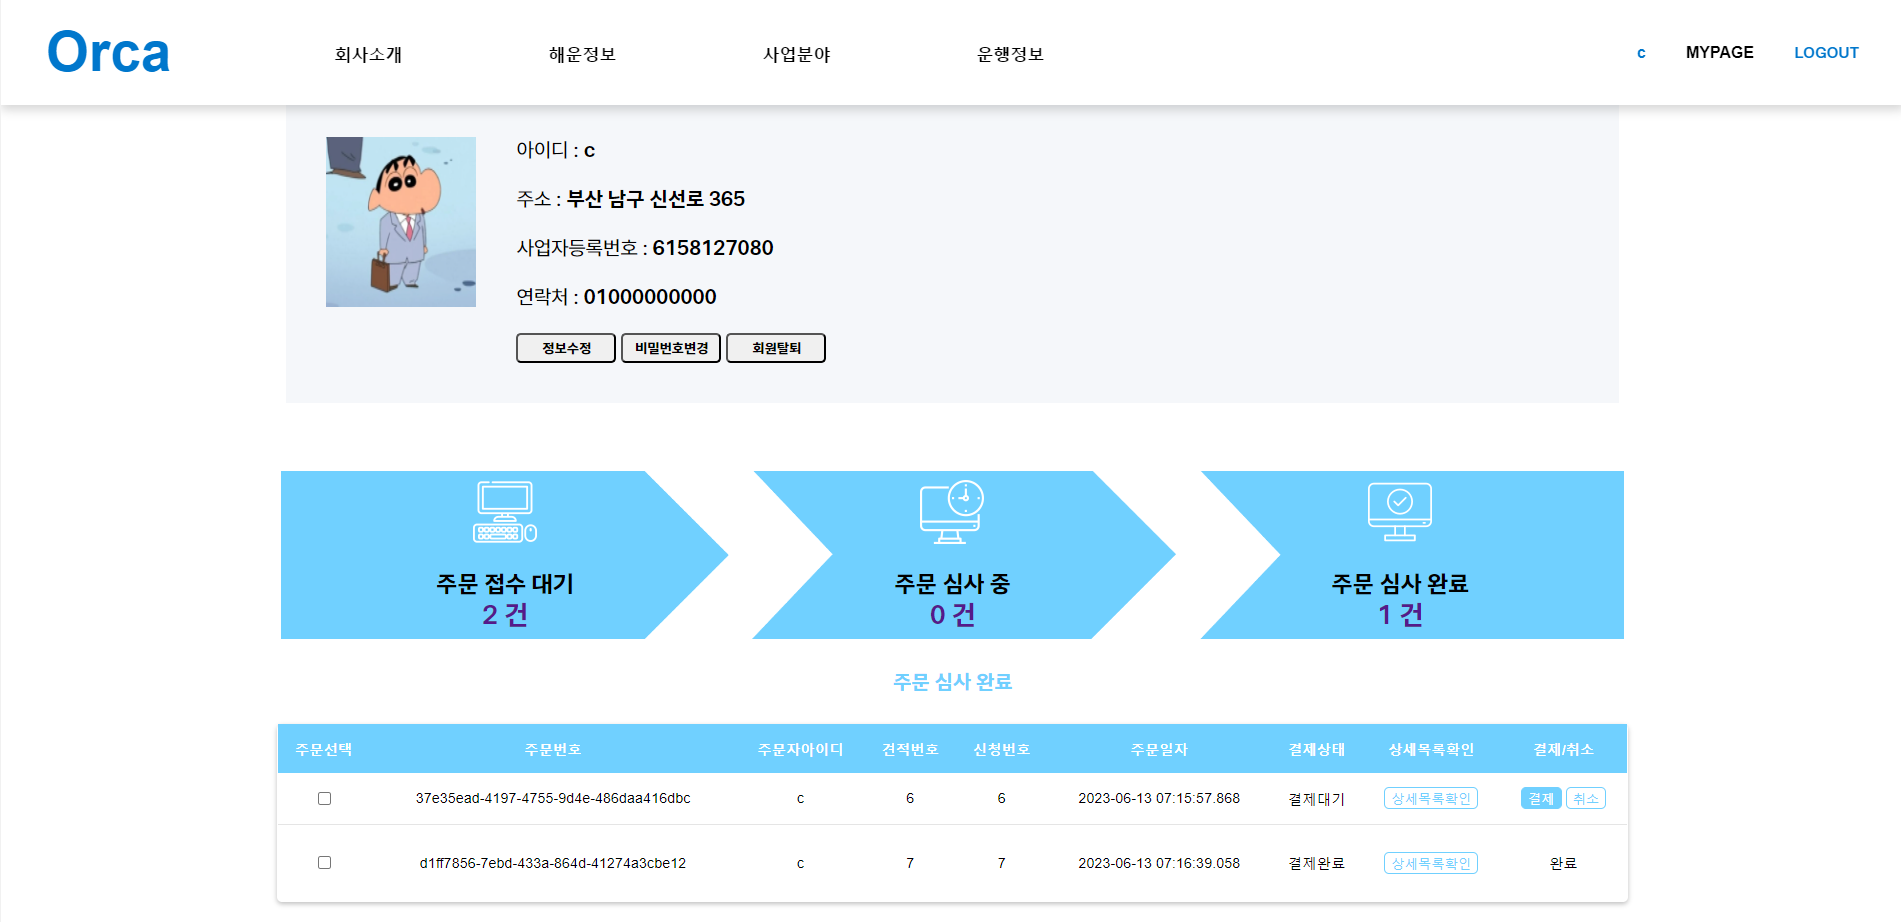 Orca 회사소개 해운정보 사업분야 운행정보 c MYPAGE LOGOUT
아이디 : c
주소 : 부산 남구 신선로 365
사업자등록번호 : 6158127080
연락처 : 01000000000
정보수정 비밀번호변경 회원탈퇴
주문 접수 대기
2 건
주문 심사 중
0 건
주문 심사 완료
1 건
주문 심사 완료
주문선택 주문번호 주문자아이디 견적번호 신청번호 주문일자 결제상태 상세목록확인 결제/취소
37e35ead-4197-4755-9d4e-486daa416dbc c 6 6 2023-06-13 07:15:57.868 결제대기 상세목록확인 결제 취소
d1ff7856-7ebd-433a-864d-41274a3cbe12 c 7 7 2023-06-13 07:16:39.058 결제완료 상세목록확인 완료